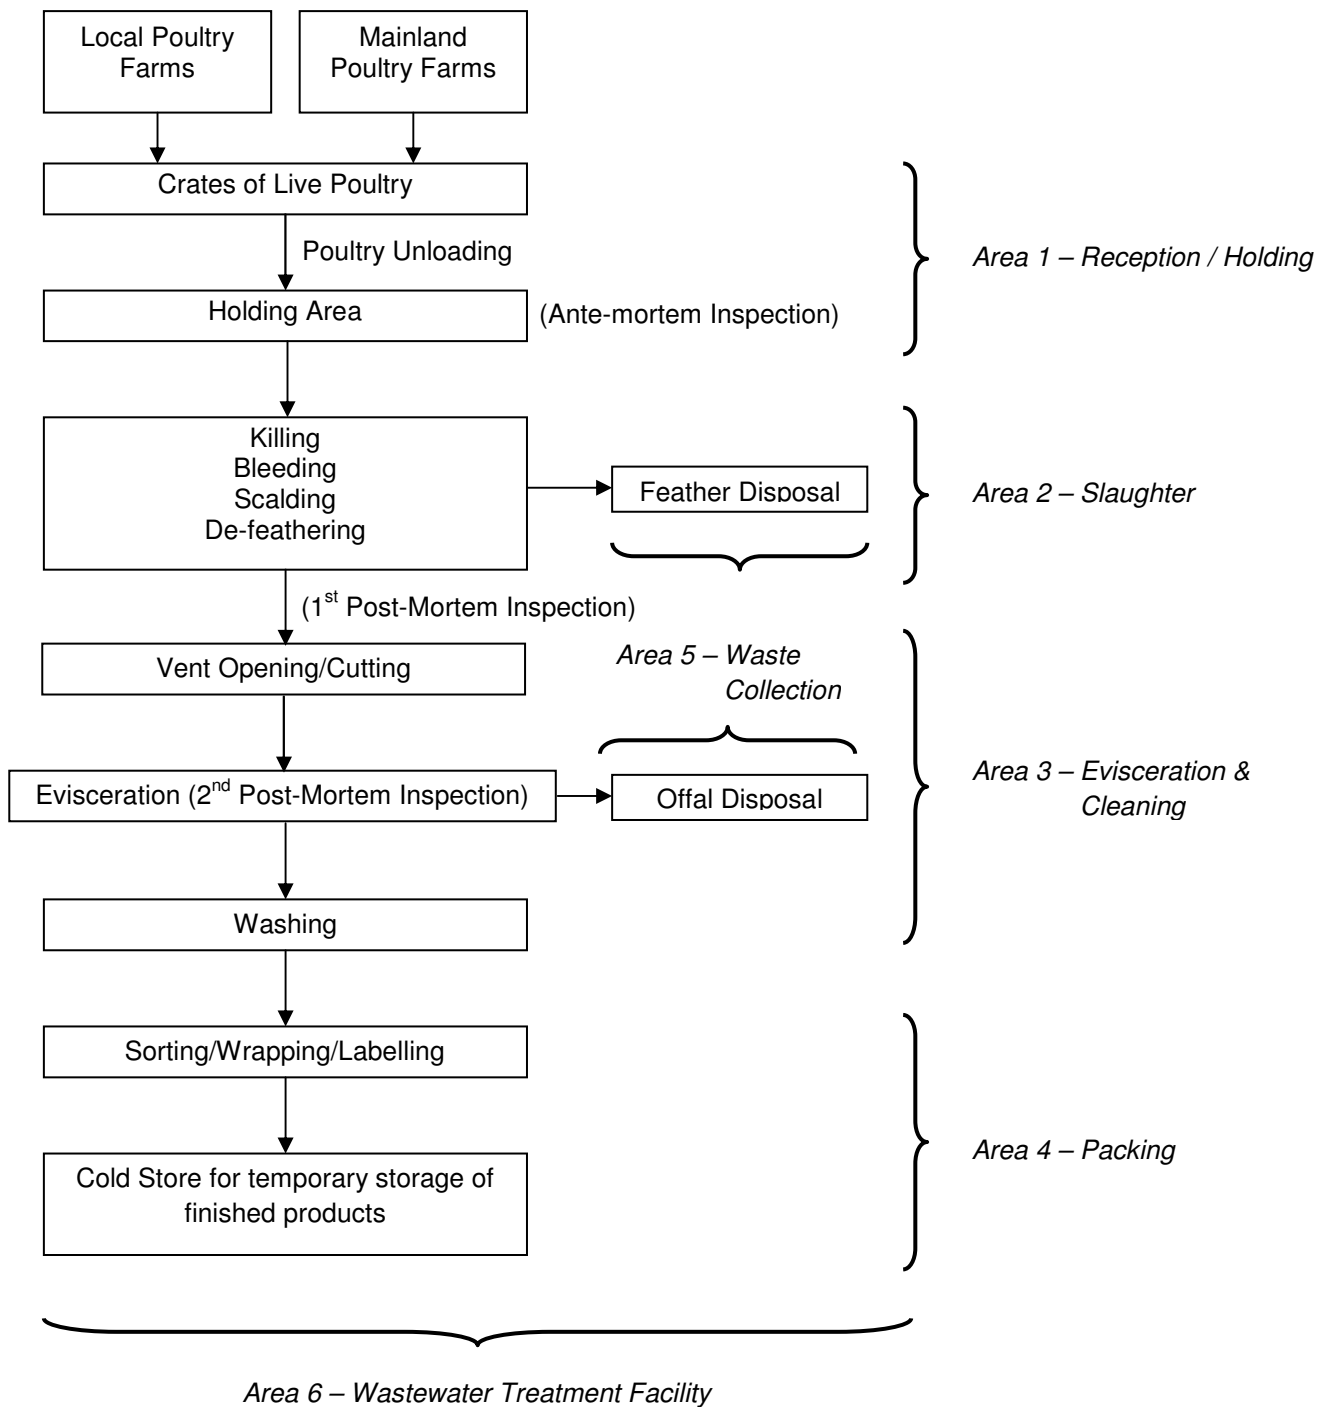 Local Poultry
Farms
Mainland
Poultry Farms
Crates of Live Poultry
Poultry Unloading
Holding Area
(Ante-mortem Inspection)
Area 1 – Reception / Holding
Killing
Bleeding
Scalding
De-feathering
Feather Disposal
Area 2 – Slaughter
(1st Post-Mortem Inspection)
Vent Opening/Cutting
Area 5 – Waste
Collection
Evisceration (2nd Post-Mortem Inspection)
Offal Disposal
Area 3 – Evisceration &
Cleaning
Washing
Sorting/Wrapping/Labelling
Cold Store for temporary storage of
finished products
Area 4 – Packing
Area 6 – Wastewater Treatment Facility